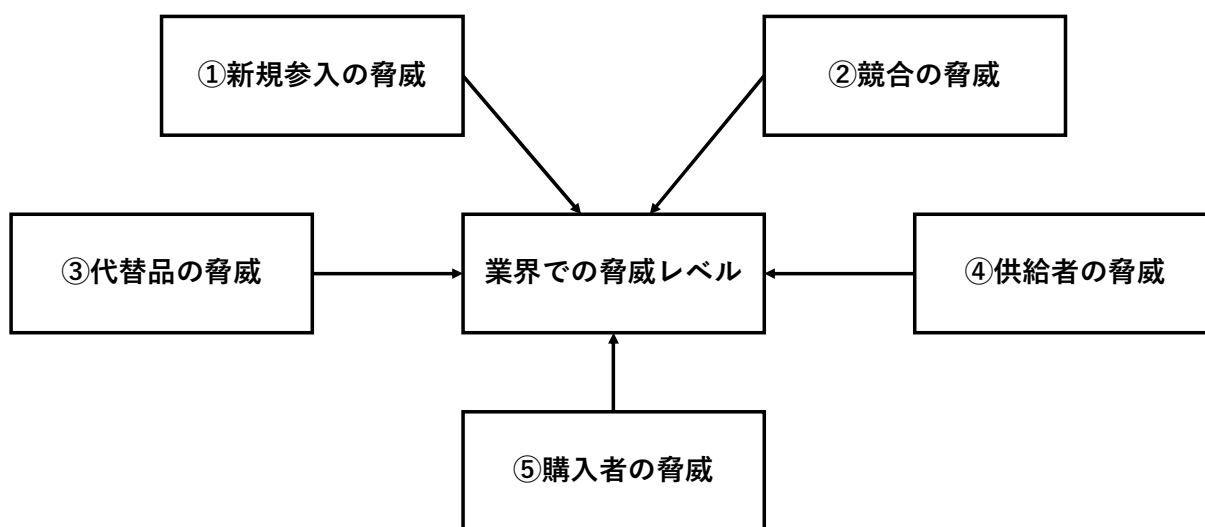 ①新規参入の脅威
②競合の脅威
③代替品の脅威
業界での脅威レベル
④供給者の脅威
⑤購入者の脅威